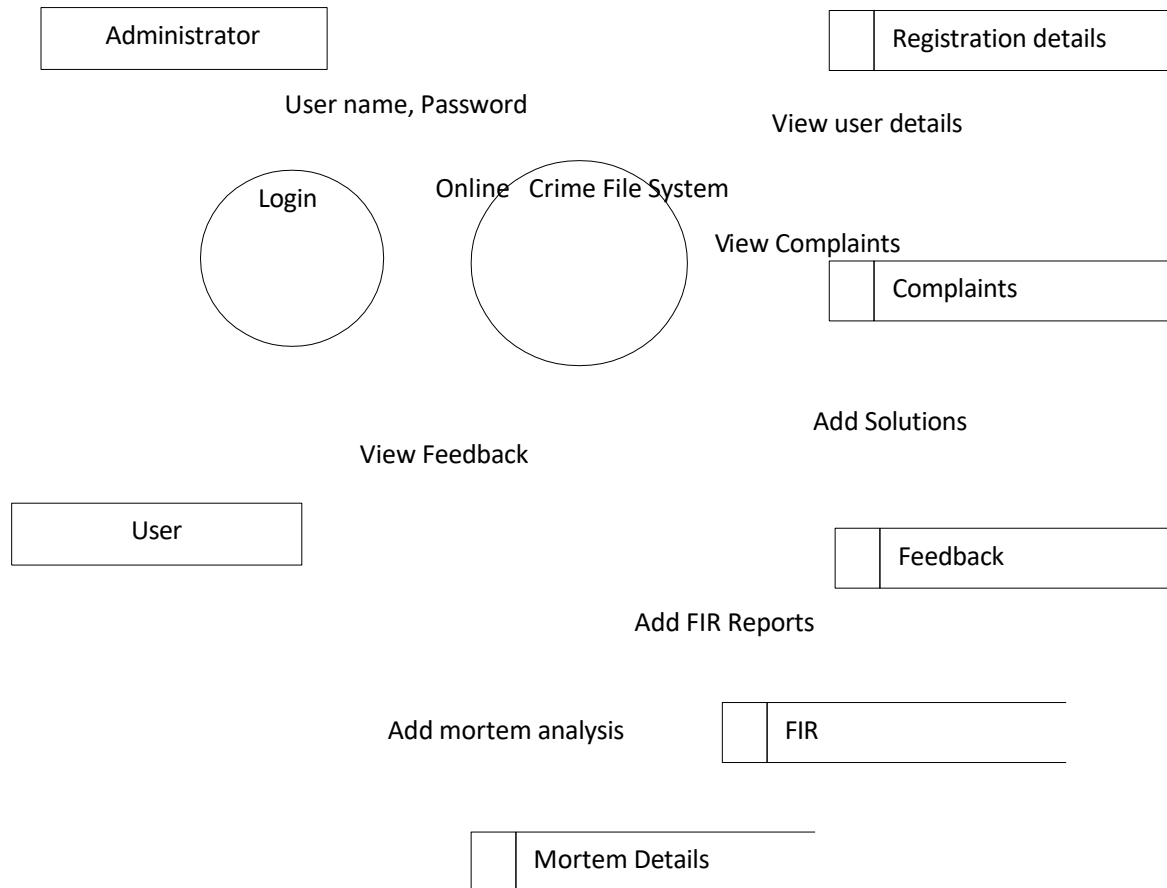 Administrator
Registration details
User name, Password
View user details
Login
Online Crime File System
View Complaints
Complaints
Add Solutions
View Feedback
User
Feedback
Add FIR Reports
Add mortem analysis
FIR
Mortem Details